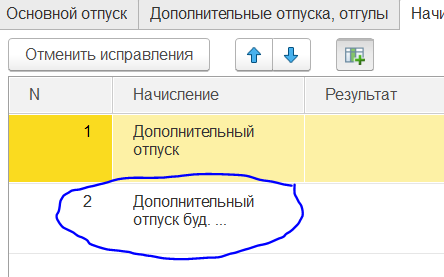 Основной отпуск Дополнительные отпуска, отгулы Начи
Отменить исправления
N Начисление Результат
1 Дополнительный
отпуск
2 Дополнительный
отпуск буд. ...